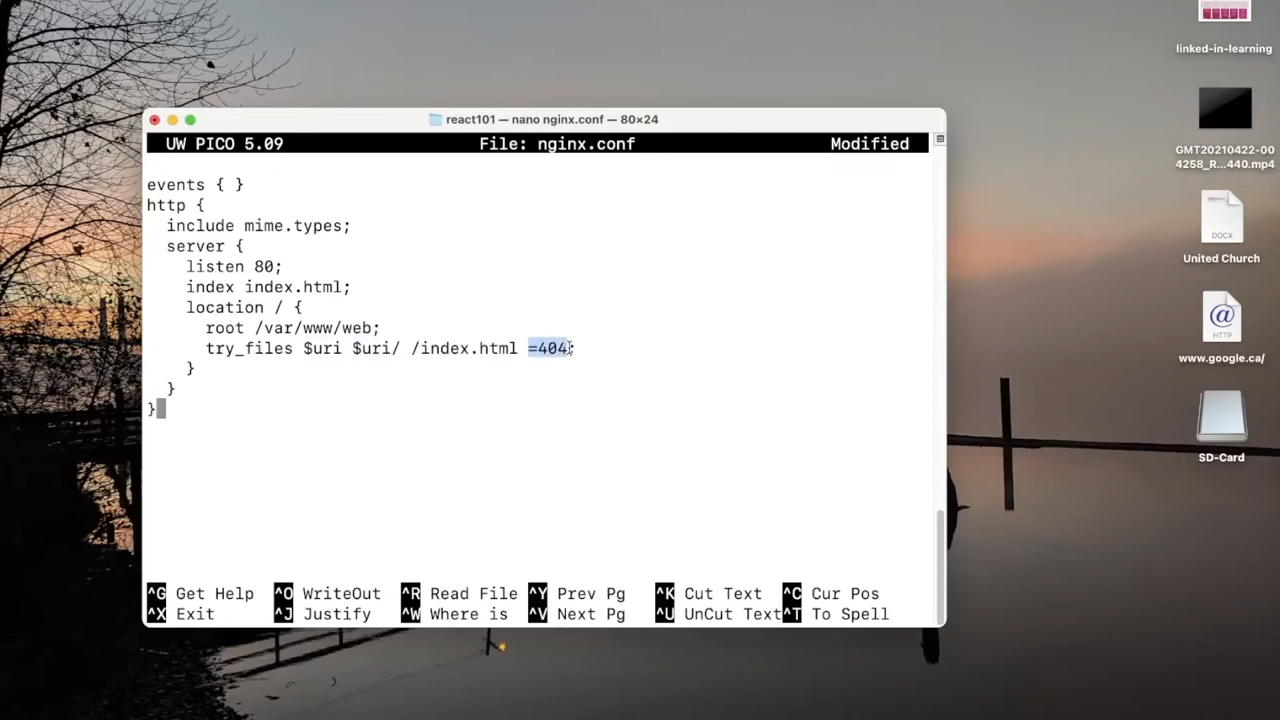 linked-in-learning
react101 — nano nginx.conf — 80×24
UW PICO 5.09 File: nginx.conf Modified
GMT20210422-00
4258_R...440.mp4
events { }
http {
include mime.types;
server {
listen 80;
index index.html;
location / {
root /var/www/web;
try_files $uri $uri/ /index.html =404;
}
}
}
DOCX
United Church
HTTP
www.google.ca/
SD-Card
^G Get Help ^O WriteOut ^R Read File ^Y Prev Pg ^K Cut Text ^C Cur Pos
^X Exit ^J Justify ^W Where is ^V Next Pg ^U UnCut Text ^T To Spell